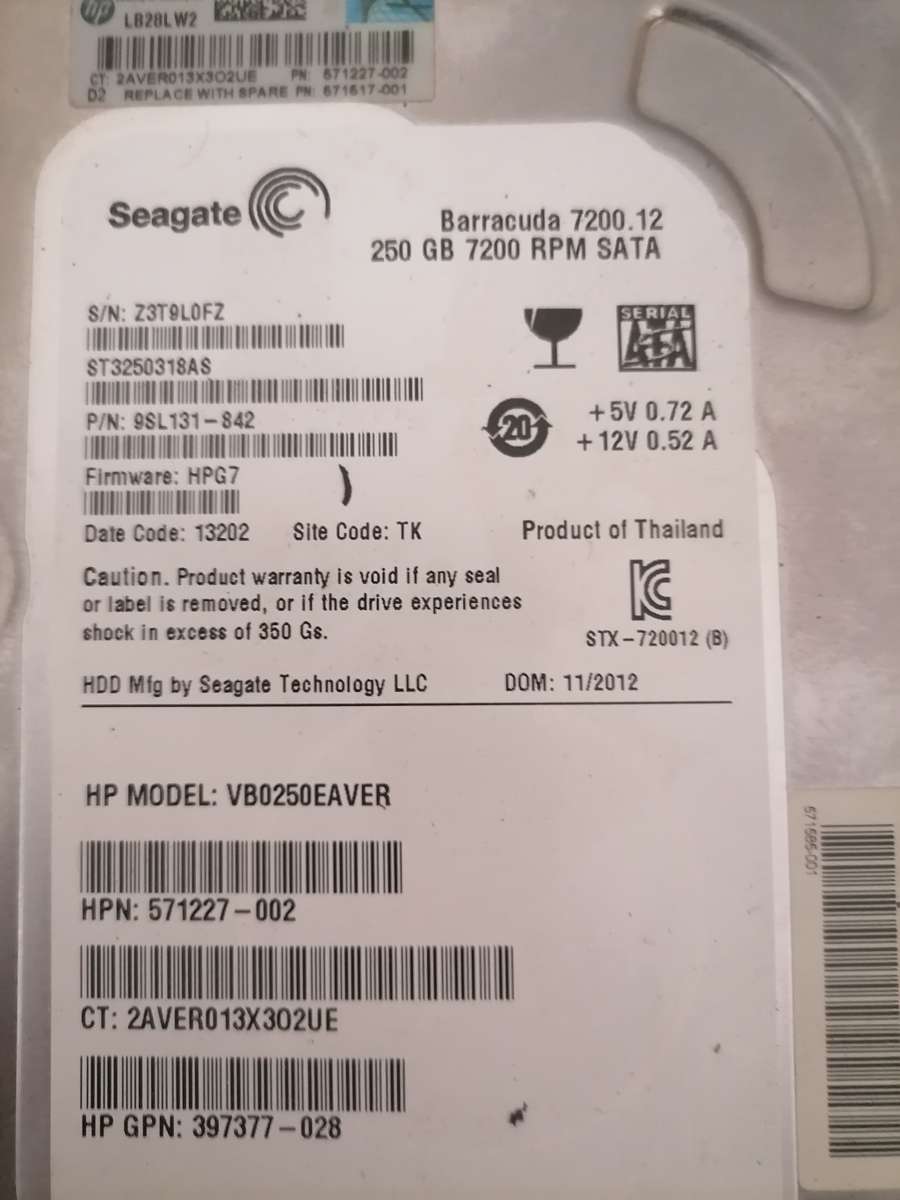 hp
LB28LW2
CT: 2AVER013X3O2UE PN: 571227-002
D2 REPLACE WITH SPARE PN: 571517-001
Seagate
Barracuda 7200.12
250 GB 7200 RPM SATA
S/N: Z3T9L0FZ
SERIAL
ATA
ST3250318AS
+5V 0.72 A
P/N: 9SL131-842
20
+12V 0.52 A
Firmware: HPG7
Date Code: 13202 Site Code: TK Product of Thailand
Caution. Product warranty is void if any seal
or label is removed, or if the drive experiences
shock in excess of 350 Gs.
STX-720012 (B)
HDD Mfg by Seagate Technology LLC DOM: 11/2012
HP MODEL: VB0250EAVER
HPN: 571227-002
CT: 2AVER013X3O2UE
HP GPN: 397377-028